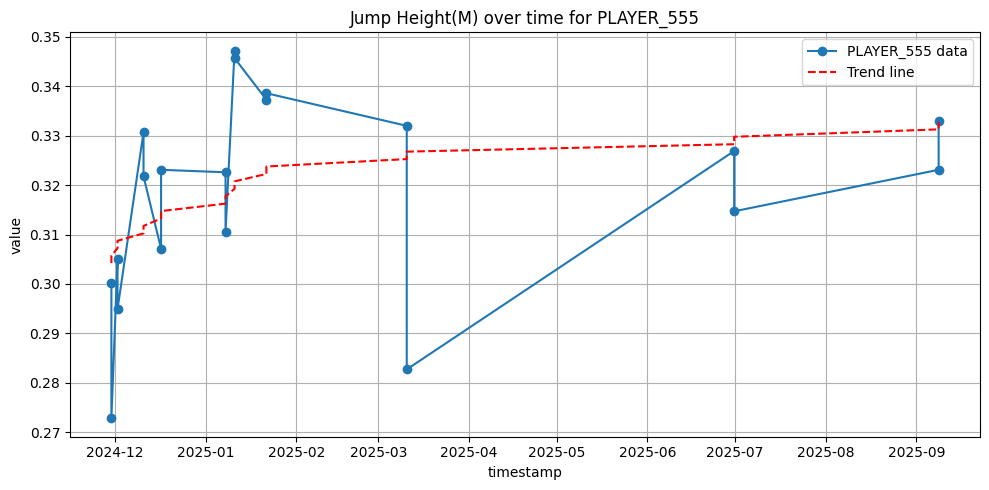 Jump Height(M) over time for PLAYER_555
PLAYER_555 data
Trend line
value
0.35
0.34
0.33
0.32
0.31
0.30
0.29
0.28
0.27
2024-12 2025-01 2025-02 2025-03 2025-04 2025-05 2025-06 2025-07 2025-08 2025-09
timestamp